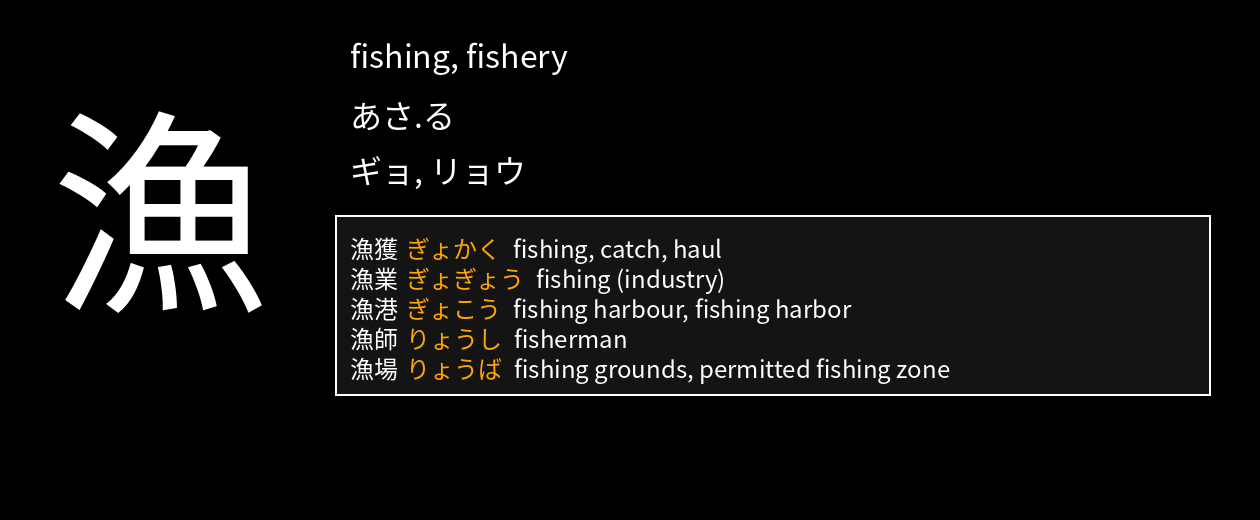 漁
fishing, fishery
あさ.る
ギョ, リョウ
漁獲 ぎょかく fishing, catch, haul
漁業 ぎょぎょう fishing (industry)
漁港 ぎょこう fishing harbour, fishing harbor
漁師 りょうし fisherman
漁場 りょうば fishing grounds, permitted fishing zone